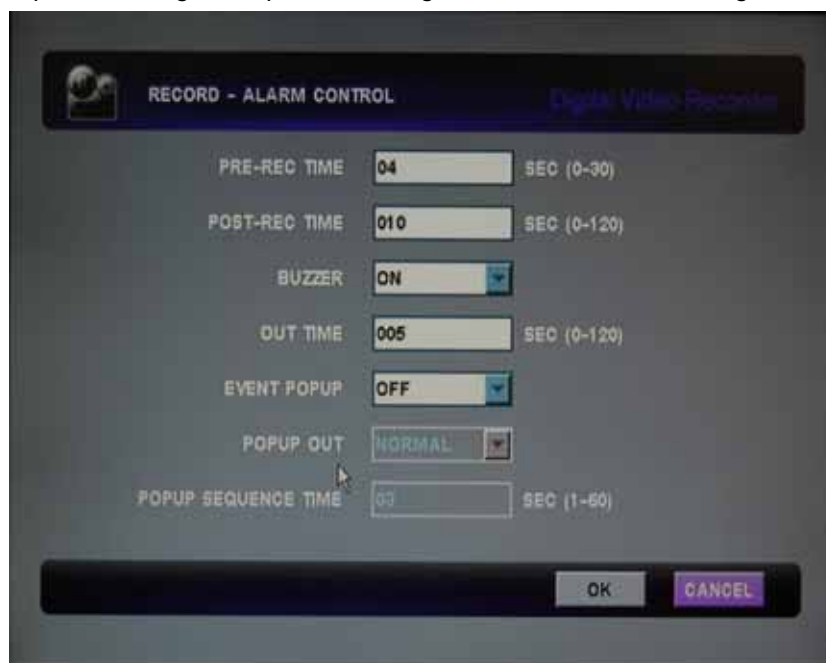 RECORD - ALARM CONTROL
Digital Video Recorder
PRE-REC TIME 04 SEC (0-30)
POST-REC TIME 010 SEC (0-120)
BUZZER ON
OUT TIME 005 SEC (0-120)
EVENT POPUP OFF
POPUP OUT NORMAL
POPUP SEQUENCE TIME 03 SEC (1-60)
OK CANCEL